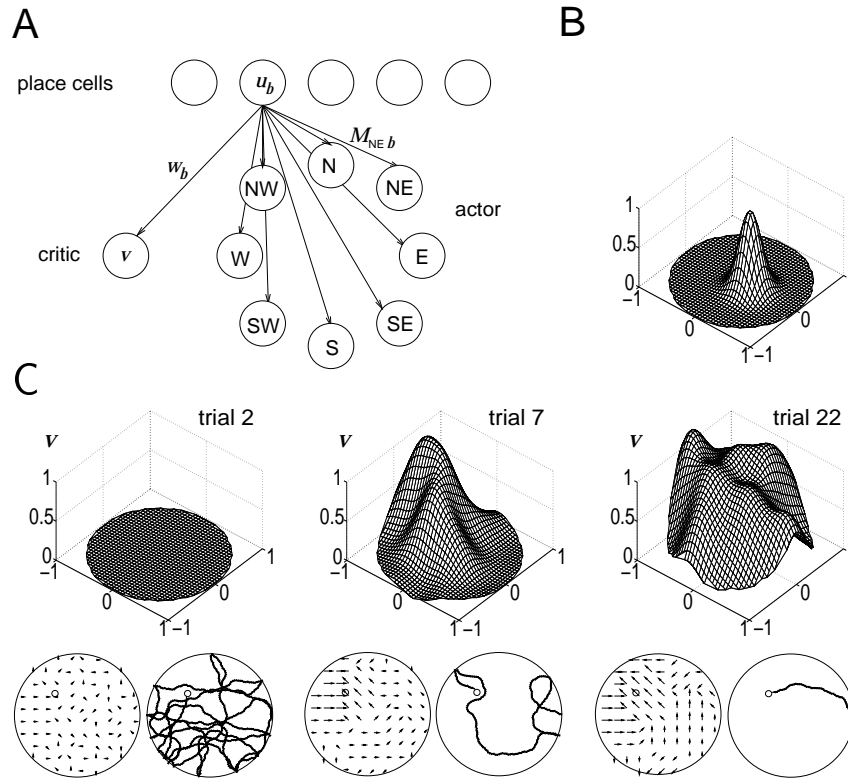 A
place cells
u_b
w_b
M_NE b
N
NW
NE
actor
critic
v
W
E
SW
SE
S
B
1
0.5
0
−1
0
1 −1
0
C
trial 2
v
1
0.5
0
−1
0
1 −1
0
1
trial 7
v
1
0.5
0
−1
0
1 −1
0
1
trial 22
v
1
0.5
0
−1
0
1 −1
0